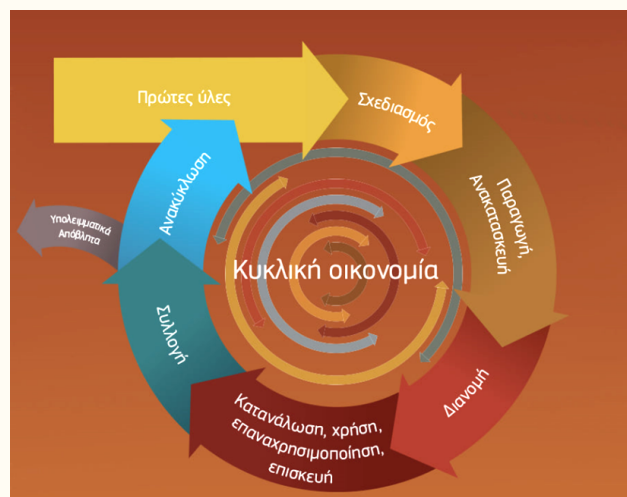 Πρώτες ύλες
Σχεδιασμός
Παραγωγή,
Ανακατασκευή
Διανομή
Κατανάλωση, χρήση,
επαναχρησιμοποίηση,
επισκευή
Συλλογή
Ανακύκλωση
Υπολειμματικά
Απόβλητα
Κυκλική οικονομία